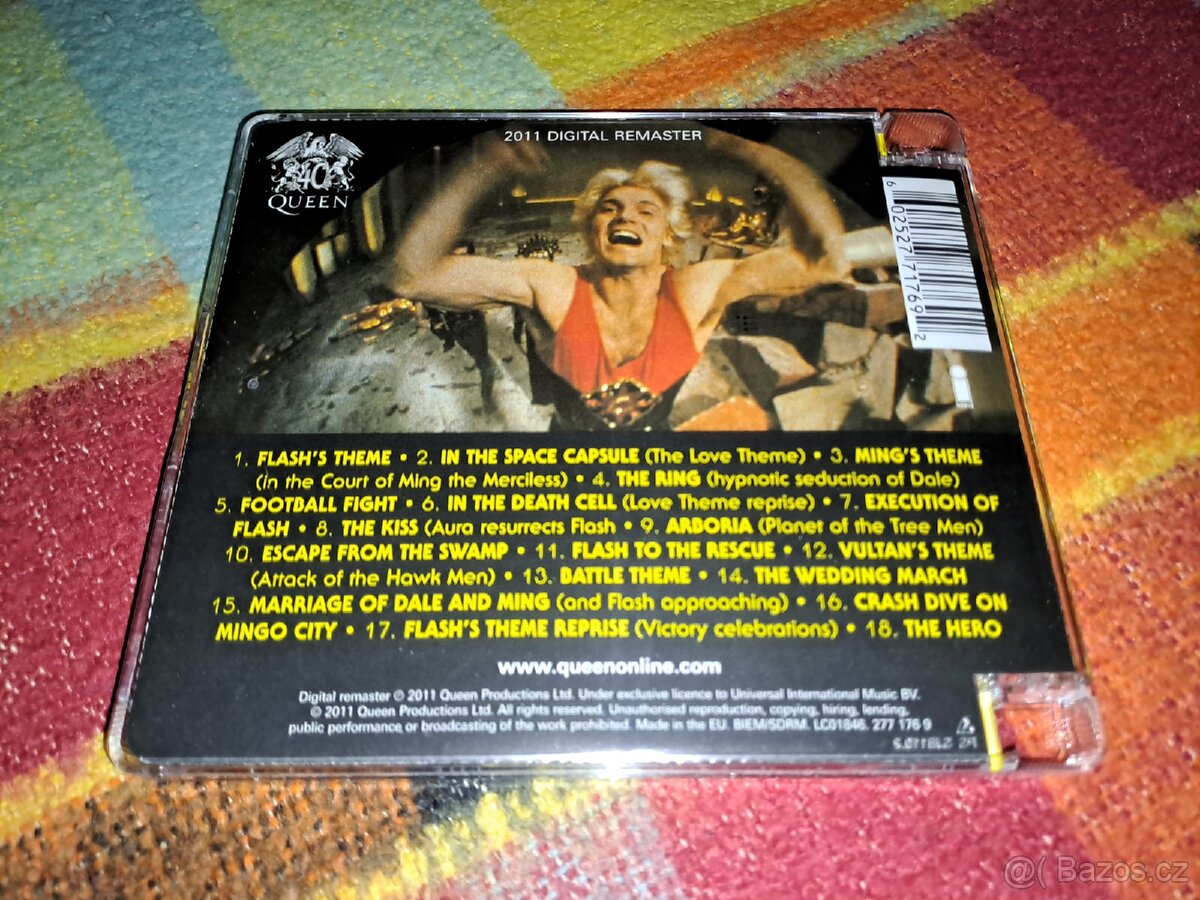 2011 DIGITAL REMASTER
40
QUEEN
6 02527 71769 2
1. FLASH'S THEME • 2. IN THE SPACE CAPSULE (The Love Theme) • 3. MING'S THEME
(in the Court of Ming the Merciless) • 4. THE RING (hypnotic seduction of Dale)
5. FOOTBALL FIGHT • 6. IN THE DEATH CELL (Love Theme reprise) • 7. EXECUTION OF
FLASH • 8. THE KISS (Aura resurrects Flash • 9. ARBORIA (Planet of the Tree Men)
10. ESCAPE FROM THE SWAMP • 11. FLASH TO THE RESCUE • 12. VULTAN'S THEME
(Attack of the Hawk Men) • 13. BATTLE THEME • 14. THE WEDDING MARCH
15. MARRIAGE OF DALE AND MING (and Flash approaching) • 16. CRASH DIVE ON
MINGO CITY • 17. FLASH'S THEME REPRISE (Victory celebrations) • 18. THE HERO
www.queenonline.com
Digital remaster ℗ 2011 Queen Productions Ltd. Under exclusive licence to Universal International Music BV.
© 2011 Queen Productions Ltd. All rights reserved. Unauthorised reproduction, copying, hiring, lending,
public performance or broadcasting of the work prohibited. Made in the EU. BIEM/SDRM. LC01846. 277 176 9
@( Bazos.cz